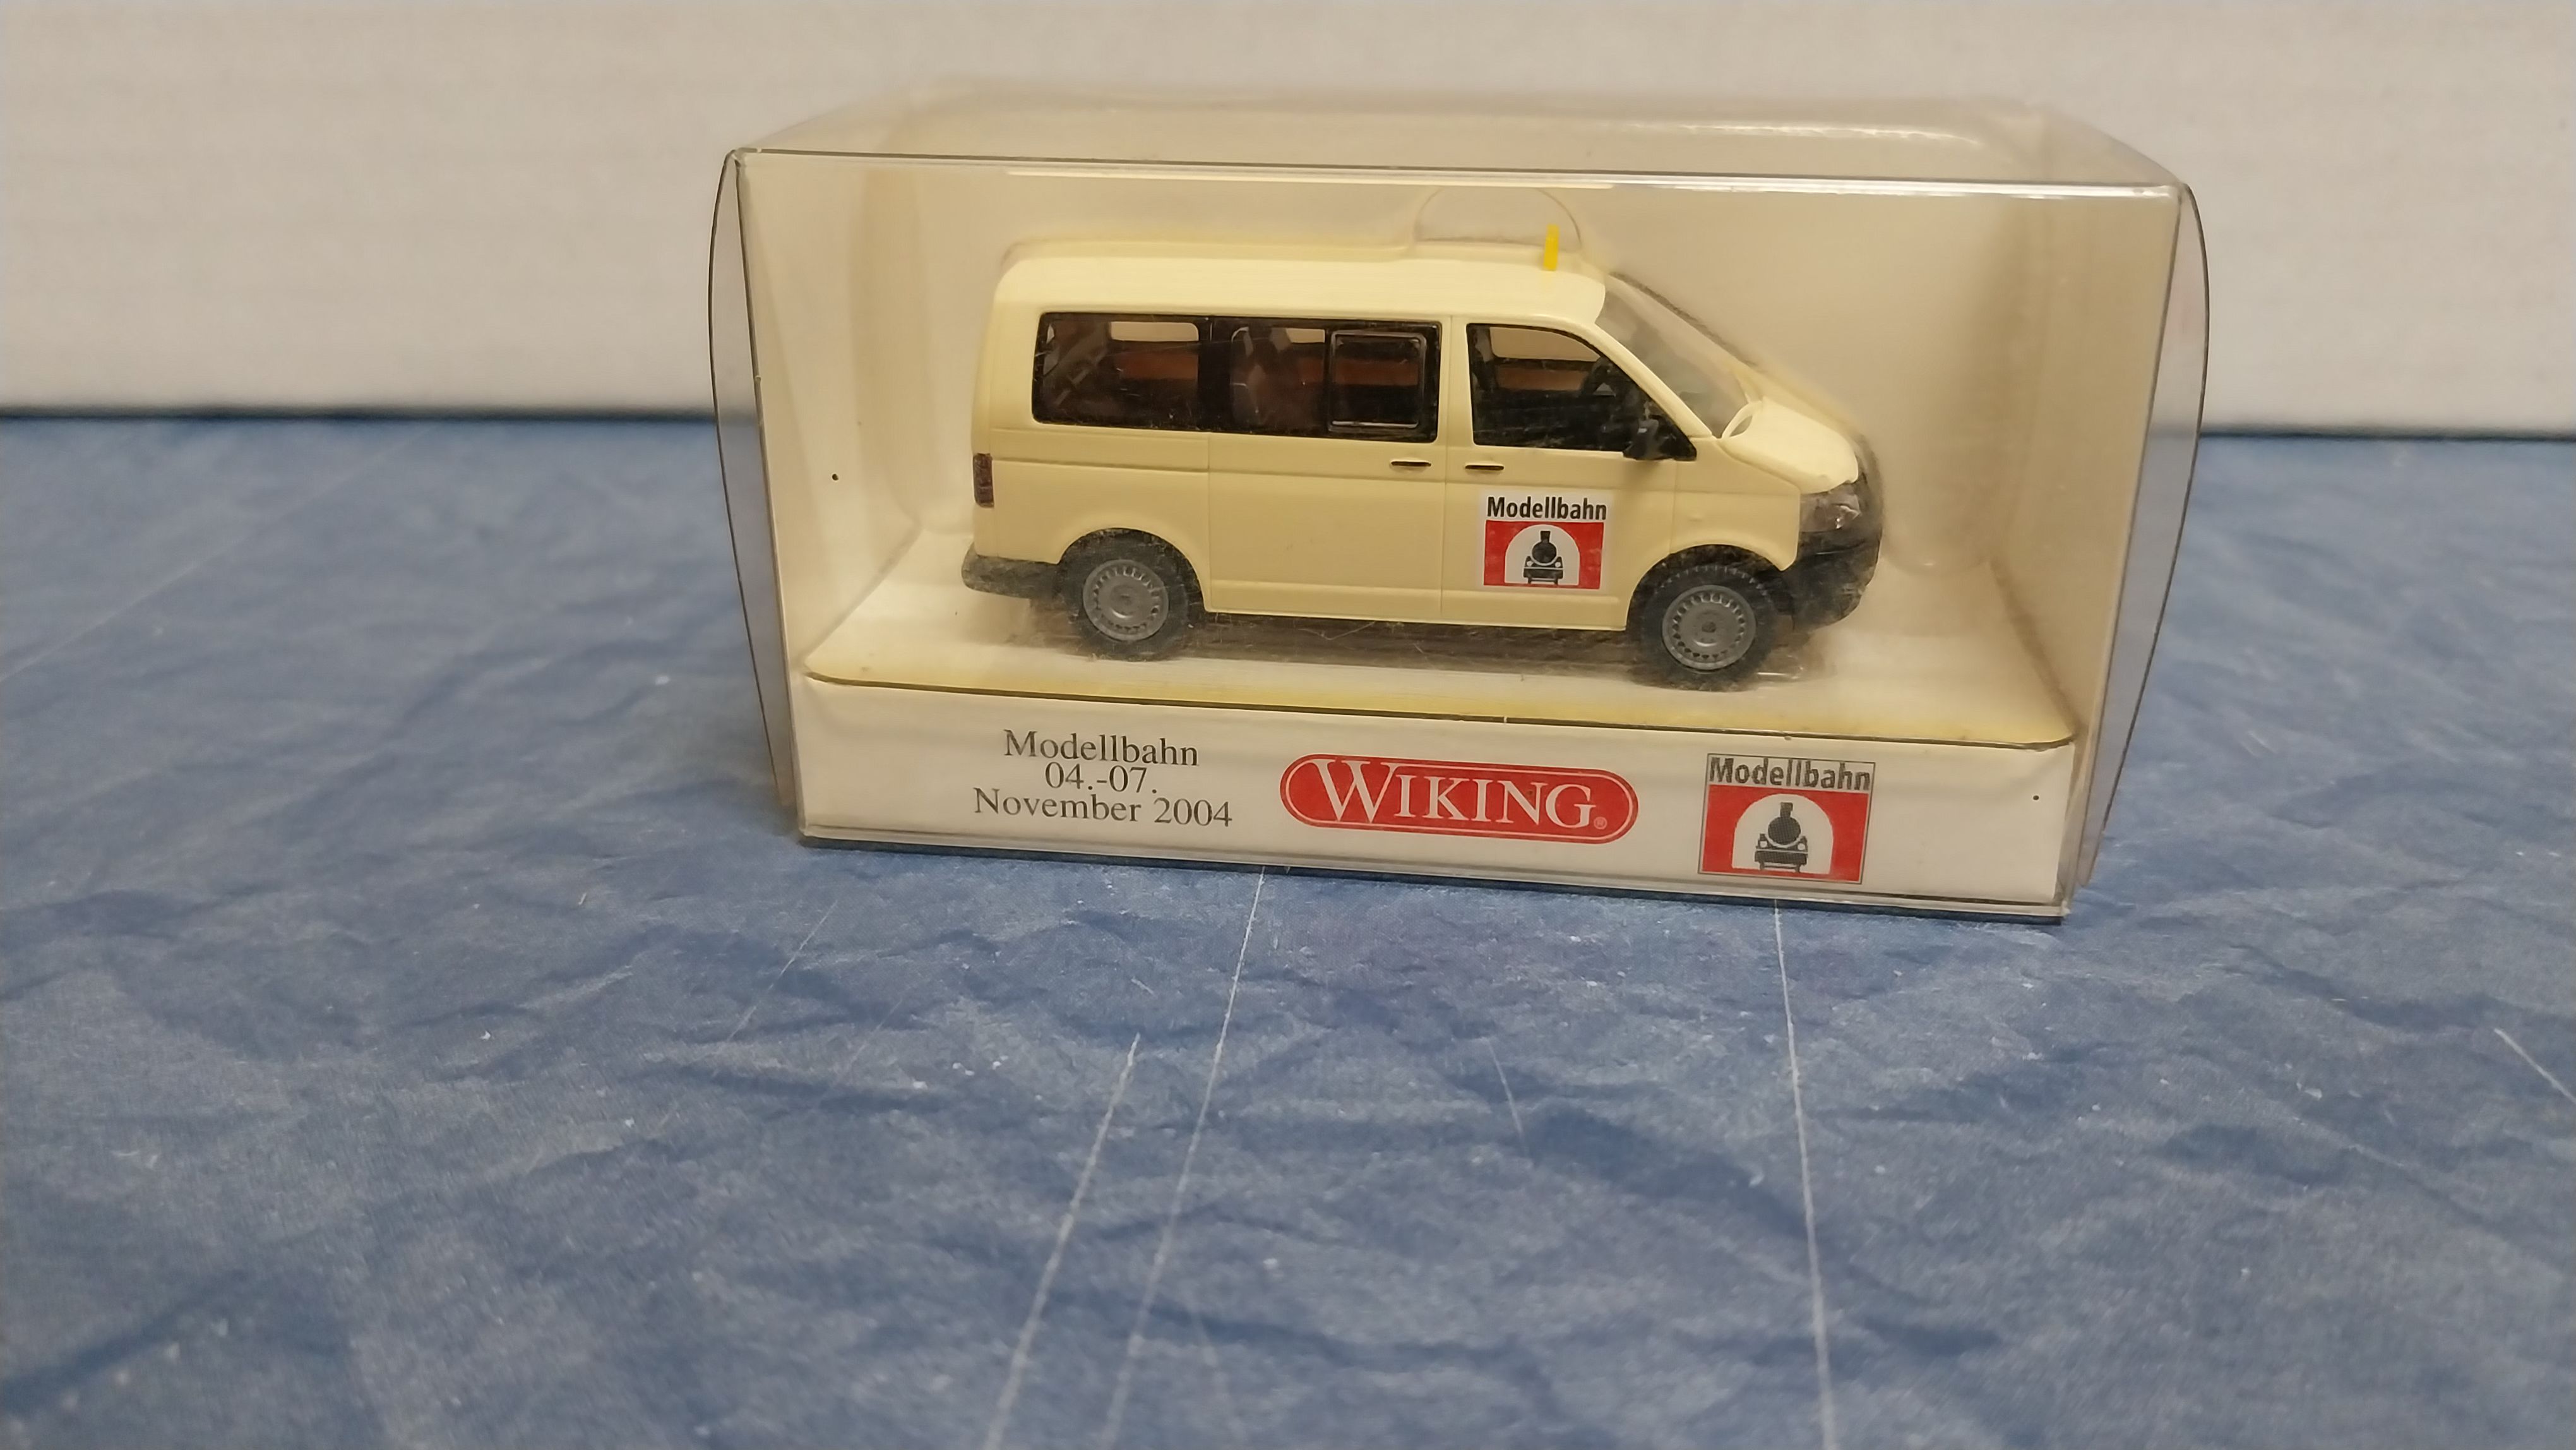 Modellbahn
Modellbahn
04.-07.
November 2004
WIKING®
Modellbahn